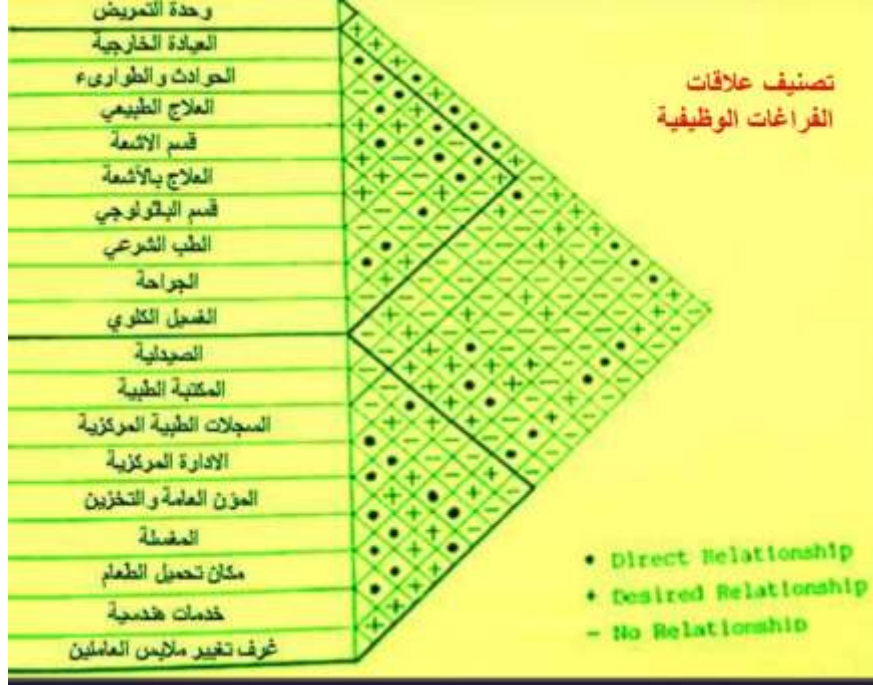 وحدة التمريض
العيادة الخارجية
الحوادث والطوارىء
العلاج الطبيعي
قسم الاشعة
العلاج بالأشعة
قسم الباثولوجي
الطب الشرعي
الجراحة
الغسيل الكلوي
الصيدلية
المكتبة الطبية
السجلات الطبية المركزية
الادارة المركزية
المؤن العامة والتخزين
المغسلة
مكان تحميل الطعام
خدمات هندسية
غرف تغيير ملابس العاملين
تصنيف علاقات
الفراغات الوظيفية
• Direct Relationship
+ Desired Relationship
- No Relationship